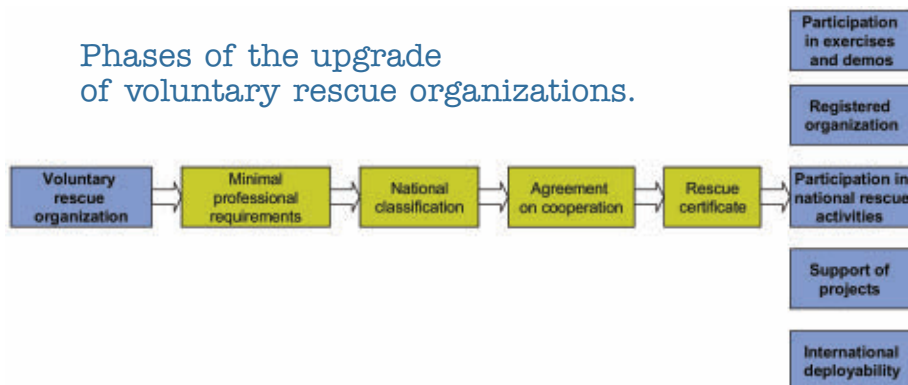 Phases of the upgrade
of voluntary rescue organizations.
Voluntary
rescue
organization
Minimal
professional
requirements
National
classification
Agreement
on cooperation
Rescue
certificate
Participation
in exercises
and demos
Registered
organization
Participation in
national rescue
activities
Support of
projects
International
deployability